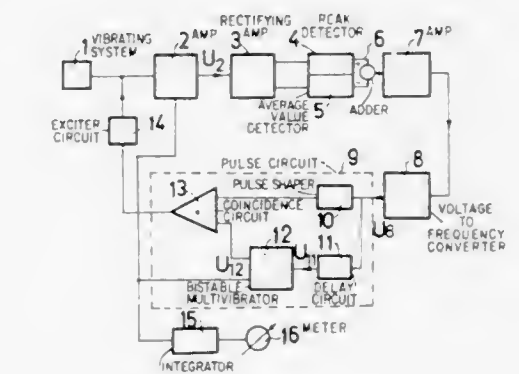 RECTIFYING
AMP
PEAK
DETECTOR
1 VIBRATING
SYSTEM
2 AMP
3
4
6
7 AMP
U2
5
AVERAGE
VALUE
DETECTOR
ADDER
EXCITER
CIRCUIT
14
PULSE CIRCUIT
9
8
13
PULSE SHAPER
COINCIDENCE
CIRCUIT
10
U8
VOLTAGE
TO
FREQUENCY
CONVERTER
12
11
U11
U12
BISTABLE
MULTIVIBRATOR
DELAY
CIRCUIT
15
16 METER
INTEGRATOR